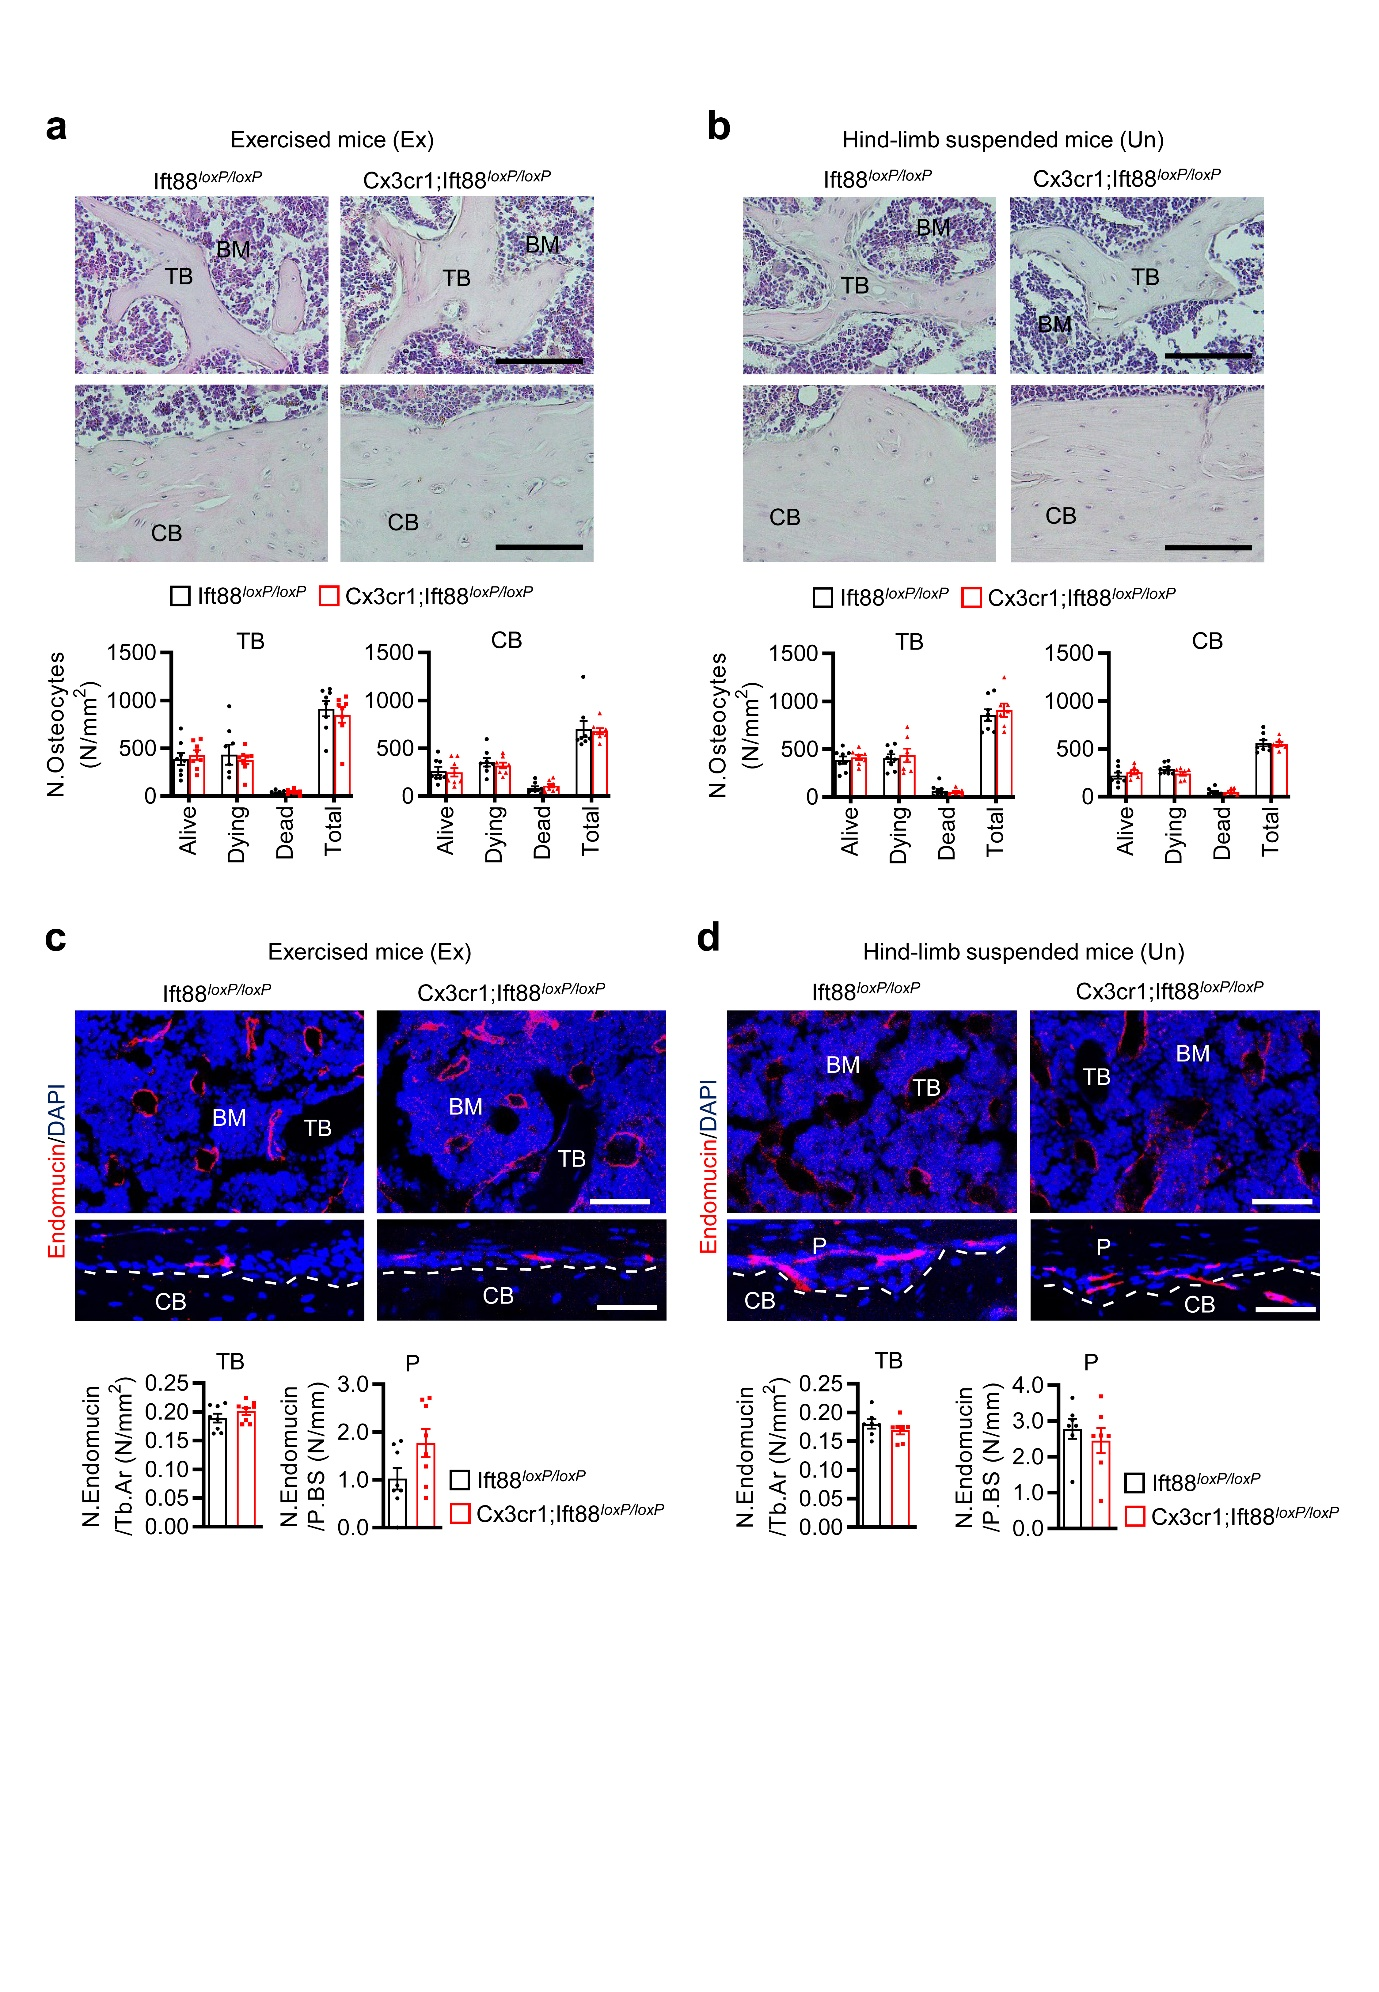 a
Exercised mice (Ex)
Ift88loxP/loxP Cx3cr1;Ift88loxP/loxP
BM
TB
BM
TB
CB
CB
Ift88loxP/loxP Cx3cr1;Ift88loxP/loxP
TB
CB
N.Osteocytes
(N/mm2)
1500
1000
500
0
Alive
Dying
Dead
Total
1500
1000
500
0
Alive
Dying
Dead
Total
b
Hind-limb suspended mice (Un)
Ift88loxP/loxP Cx3cr1;Ift88loxP/loxP
BM
TB
TB
BM
CB
CB
Ift88loxP/loxP Cx3cr1;Ift88loxP/loxP
TB
CB
N.Osteocytes
(N/mm2)
1500
1000
500
0
Alive
Dying
Dead
Total
1500
1000
500
0
Alive
Dying
Dead
Total
c
Exercised mice (Ex)
Ift88loxP/loxP Cx3cr1;Ift88loxP/loxP
Endomucin/DAPI
BM
TB
BM
TB
CB
CB
TB
N.Endomucin
/Tb.Ar (N/mm2)
0.25
0.20
0.15
0.10
0.05
0.00
P
N.Endomucin
/P.BS (N/mm)
3.0
2.0
1.0
0.0
Ift88loxP/loxP
Cx3cr1;Ift88loxP/loxP
d
Hind-limb suspended mice (Un)
Ift88loxP/loxP Cx3cr1;Ift88loxP/loxP
Endomucin/DAPI
BM
TB
BM
TB
P
CB
P
CB
TB
N.Endomucin
/Tb.Ar (N/mm2)
0.25
0.20
0.15
0.10
0.05
0.00
P
N.Endomucin
/P.BS (N/mm)
4.0
3.0
2.0
1.0
0.0
Ift88loxP/loxP
Cx3cr1;Ift88loxP/loxP